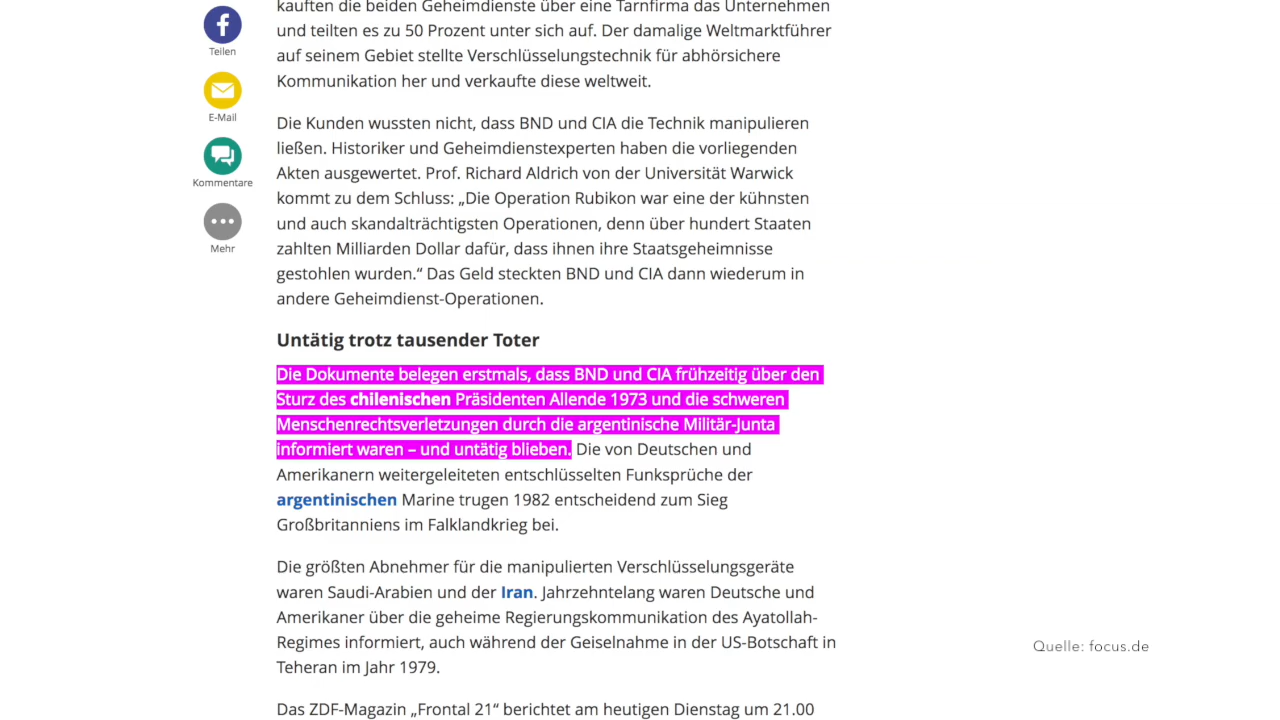 kauften die beiden Geheimdienste über eine Tarnfirma das Unternehmen
und teilten es zu 50 Prozent unter sich auf. Der damalige Weltmarktführer
auf seinem Gebiet stellte Verschlüsselungstechnik für abhörsichere
Kommunikation her und verkaufte diese weltweit.
Teilen
E-Mail
Kommentare
Mehr
Die Kunden wussten nicht, dass BND und CIA die Technik manipulieren
ließen. Historiker und Geheimdienstexperten haben die vorliegenden
Akten ausgewertet. Prof. Richard Aldrich von der Universität Warwick
kommt zu dem Schluss: „Die Operation Rubikon war eine der kühnsten
und auch skandalträchtigsten Operationen, denn über hundert Staaten
zahlten Milliarden Dollar dafür, dass ihnen ihre Staatsgeheimnisse
gestohlen wurden.“ Das Geld steckten BND und CIA dann wiederum in
andere Geheimdienst-Operationen.
Untätig trotz tausender Toter
Die Dokumente belegen erstmals, dass BND und CIA frühzeitig über den
Sturz des chilenischen Präsidenten Allende 1973 und die schweren
Menschenrechtsverletzungen durch die argentinische Militär-Junta
informiert waren – und untätig blieben. Die von Deutschen und
Amerikanern weitergeleiteten entschlüsselten Funksprüche der
argentinischen Marine trugen 1982 entscheidend zum Sieg
Großbritanniens im Falklandkrieg bei.
Die größten Abnehmer für die manipulierten Verschlüsselungsgeräte
waren Saudi-Arabien und der Iran. Jahrzehntelang waren Deutsche und
Amerikaner über die geheime Regierungskommunikation des Ayatollah-
Regimes informiert, auch während der Geiselnahme in der US-Botschaft in
Teheran im Jahr 1979.
Das ZDF-Magazin „Frontal 21“ berichtet am heutigen Dienstag um 21.00
Quelle: focus.de